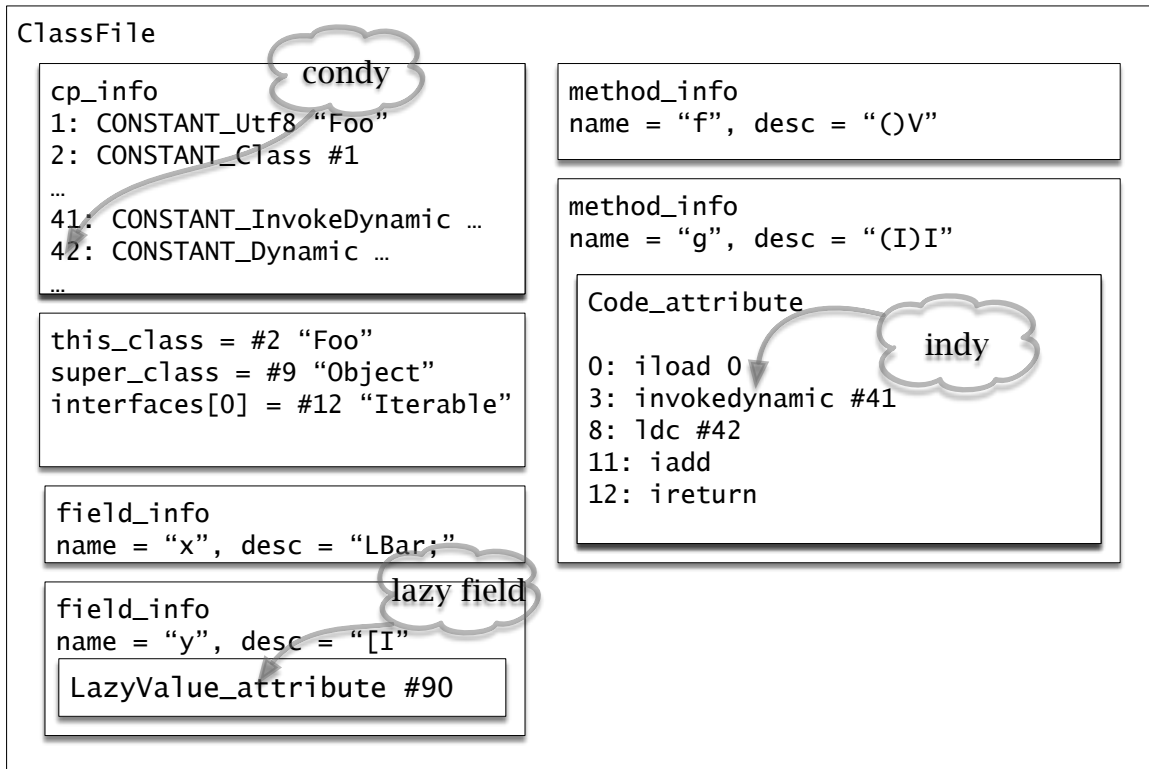 ClassFile
condy
cp_info
1: CONSTANT_Utf8 “Foo”
2: CONSTANT_Class #1
…
41: CONSTANT_InvokeDynamic …
42: CONSTANT_Dynamic …
…
this_class = #2 “Foo”
super_class = #9 “Object”
interfaces[0] = #12 “Iterable”
field_info
name = “x”, desc = “LBar;”
lazy field
field_info
name = “y”, desc = “[I”
LazyValue_attribute #90
method_info
name = “f”, desc = “()V”
method_info
name = “g”, desc = “(I)I”
Code_attribute
indy
0: iload 0
3: invokedynamic #41
8: ldc #42
11: iadd
12: ireturn